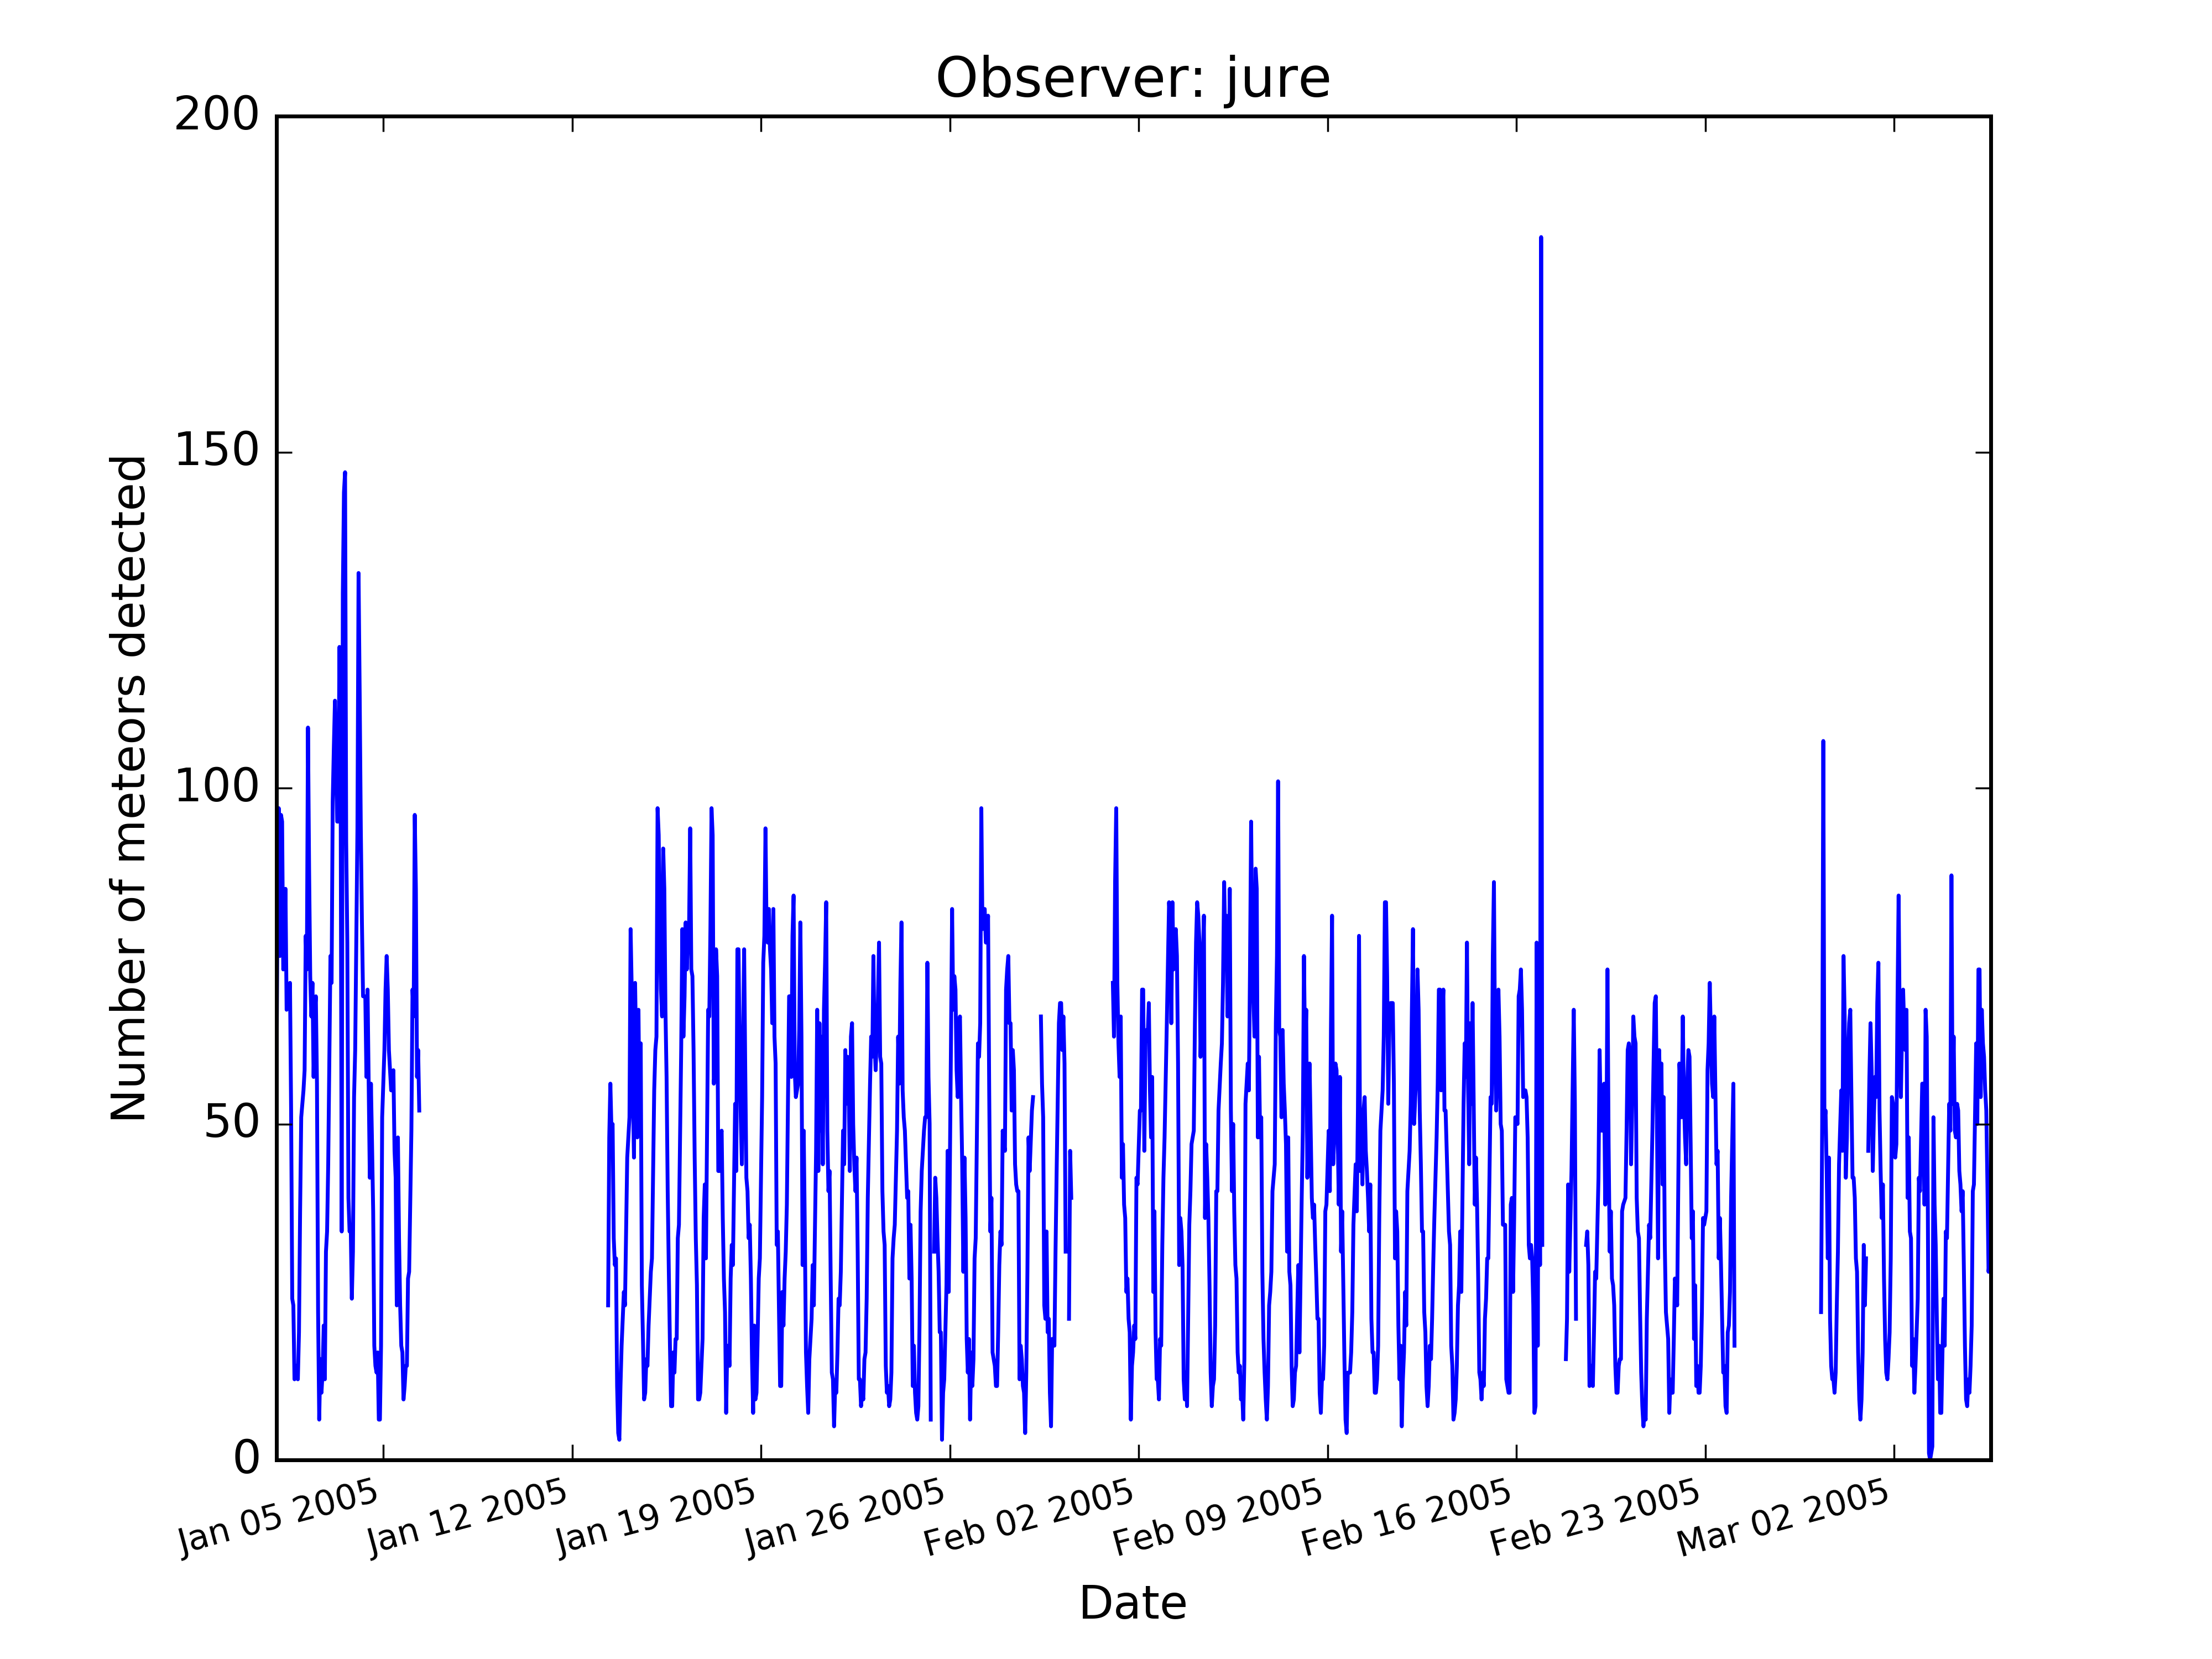 Observer: jure
200
150
100
50
0
Number of meteors detected
Jan 05 2005
Jan 12 2005
Jan 19 2005
Jan 26 2005
Feb 02 2005
Feb 09 2005
Feb 16 2005
Feb 23 2005
Mar 02 2005
Date